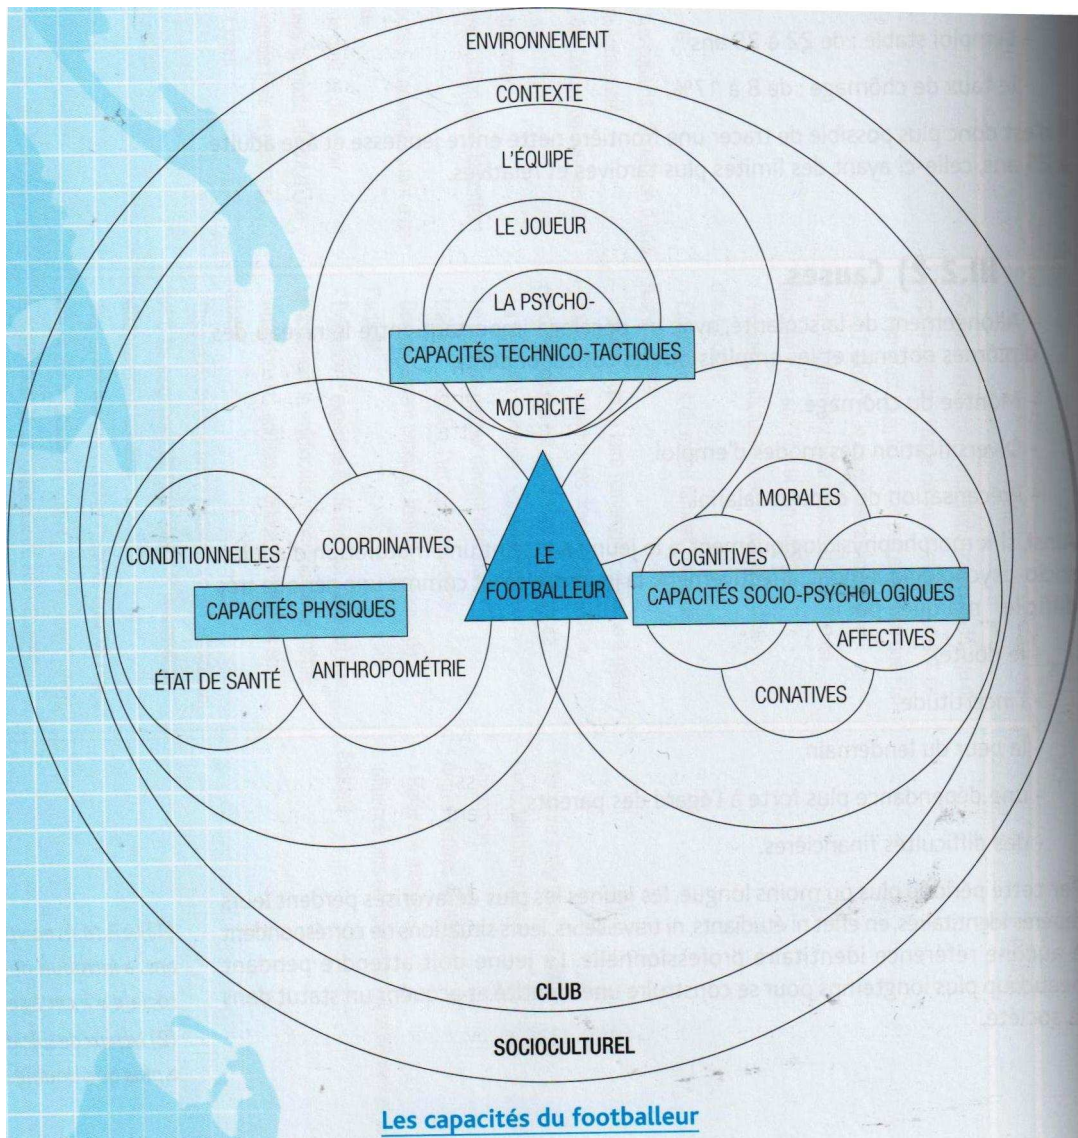 ENVIRONNEMENT
CONTEXTE
L'ÉQUIPE
LE JOUEUR
LA PSYCHO-
CAPACITÉS TECHNICO-TACTIQUES
MOTRICITÉ
CONDITIONNELLES
COORDINATIVES
CAPACITÉS PHYSIQUES
ÉTAT DE SANTÉ
ANTHROPOMÉTRIE
LE
FOOTBALLEUR
MORALES
COGNITIVES
CAPACITÉS SOCIO-PSYCHOLOGIQUES
AFFECTIVES
CONATIVES
CLUB
SOCIOCULTUREL
Les capacités du footballeur